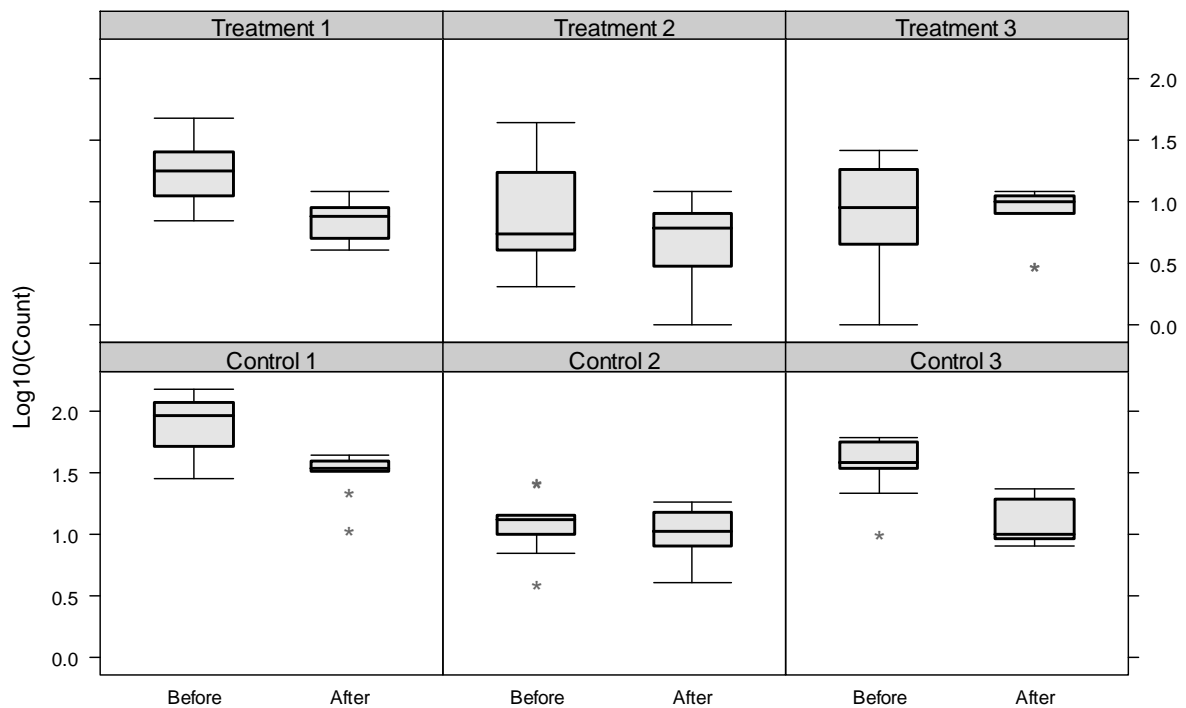 Treatment 1 Treatment 2 Treatment 3
2.0
1.5
1.0
0.5
0.0
Log10(Count)
Control 1 Control 2 Control 3
2.0
1.5
1.0
0.5
0.0
Before After Before After Before After